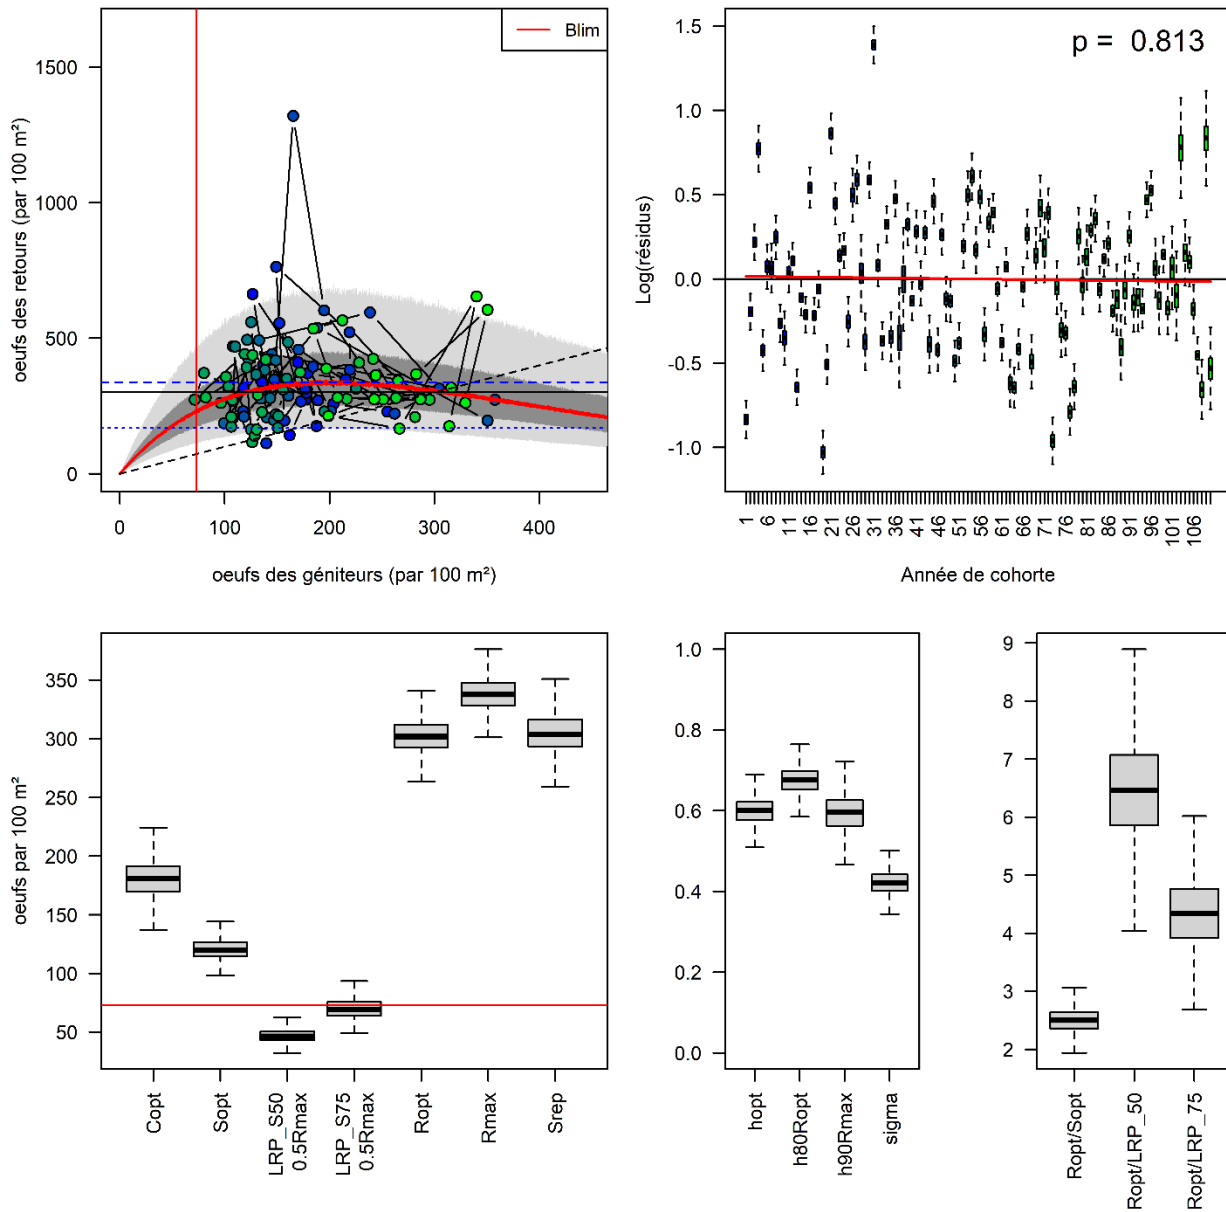 Blim
oeufs des retours (par 100 m²)
1500
1000
500
0
0 100 200 300 400
oeufs des géniteurs (par 100 m²)
p = 0.813
Log(résidus)
1.5
1.0
0.5
0.0
-0.5
-1.0
1 6 11 16 21 26 31 36 41 46 51 56 61 66 71 76 81 86 91 96 101 106
Année de cohorte
oeufs par 100 m²
350
300
250
200
150
100
50
Copt
Sopt
LRP_S50
0.5Rmax
LRP_S75
0.5Rmax
Ropt
Rmax
Srep
1.0
0.8
0.6
0.4
0.2
0.0
hopt
h80Ropt
h90Rmax
sigma
9
8
7
6
5
4
3
2
Ropt/Sopt
Ropt/LRP_50
Ropt/LRP_75